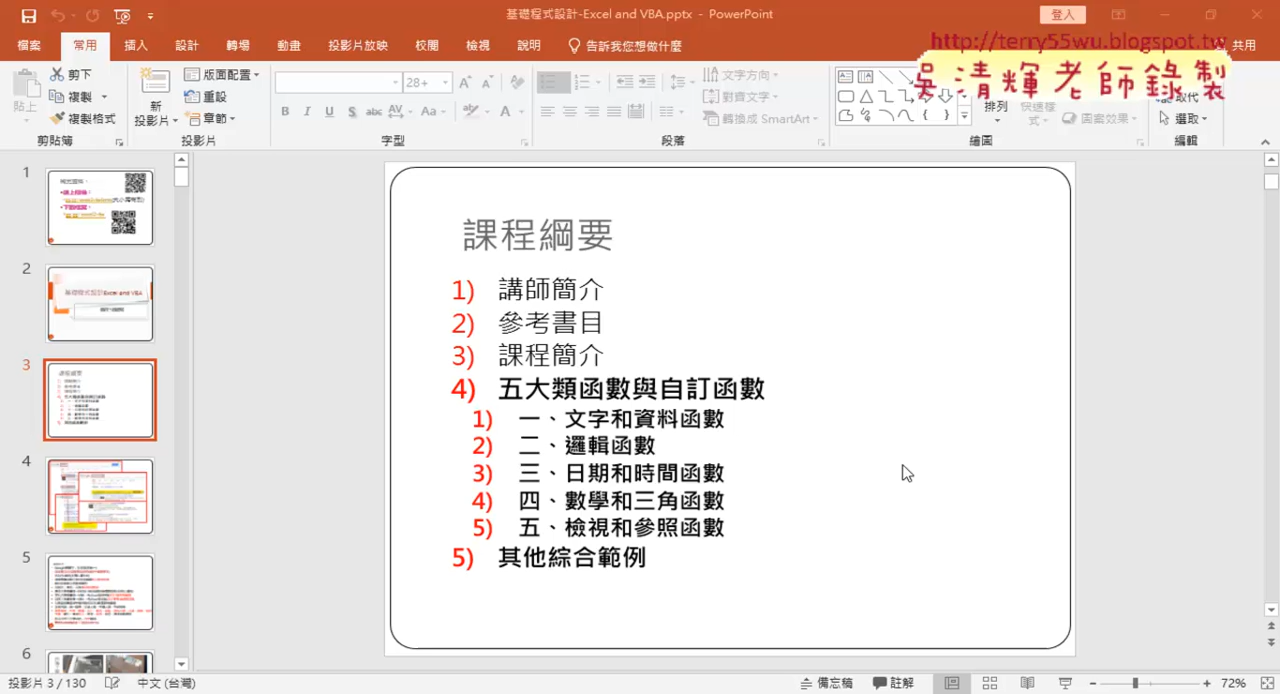 基礎程式設計-Excel and VBA.pptx - PowerPoint
登入
檔案 常用 插入 設計 轉場 動畫 投影片放映 校閱 檢視 說明 告訴我您想做什麼
http://terry55wu.blogspot.tw
共用
吳清輝老師錄製
貼上
剪下
複製
複製格式
剪貼簿
新投影片
版面配置
重設
章節
投影片
28+
B I U S abc AV Aa A
字型
文字方向
對齊文字
轉換成 SmartArt
段落
排列
快速樣式
圖案效果
繪圖
取代
選取
編輯
1
2
3
4
5
6
課程綱要
1) 講師簡介
2) 參考書目
3) 課程簡介
4) 五大類函數與自訂函數
1) 一、文字和資料函數
2) 二、邏輯函數
3) 三、日期和時間函數
4) 四、數學和三角函數
5) 五、檢視和參照函數
5) 其他綜合範例
投影片 3 / 130 中文 (台灣)
備忘稿 註解 72%